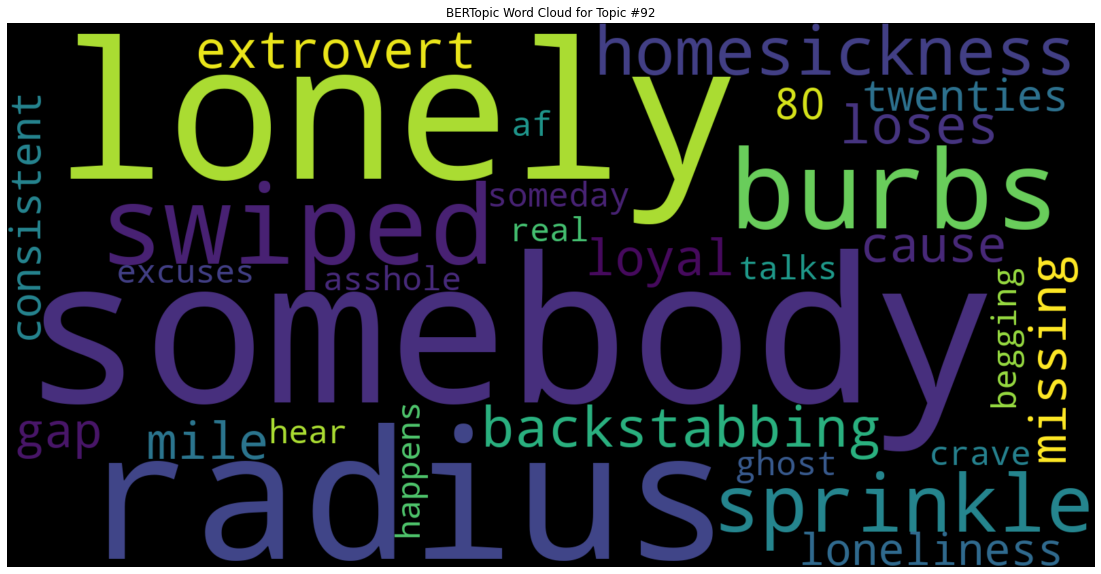 BERTopic Word Cloud for Topic #92
lonely
extrovert
homesickness
80
twenties
loses
af
consistent
swiped
someday
real
burbs
cause
loyal
talks
excuses
asshole
somebody
begging
missing
gap
mile
hear
happens
backstabbing
crave
ghost
radius
sprinkle
loneliness